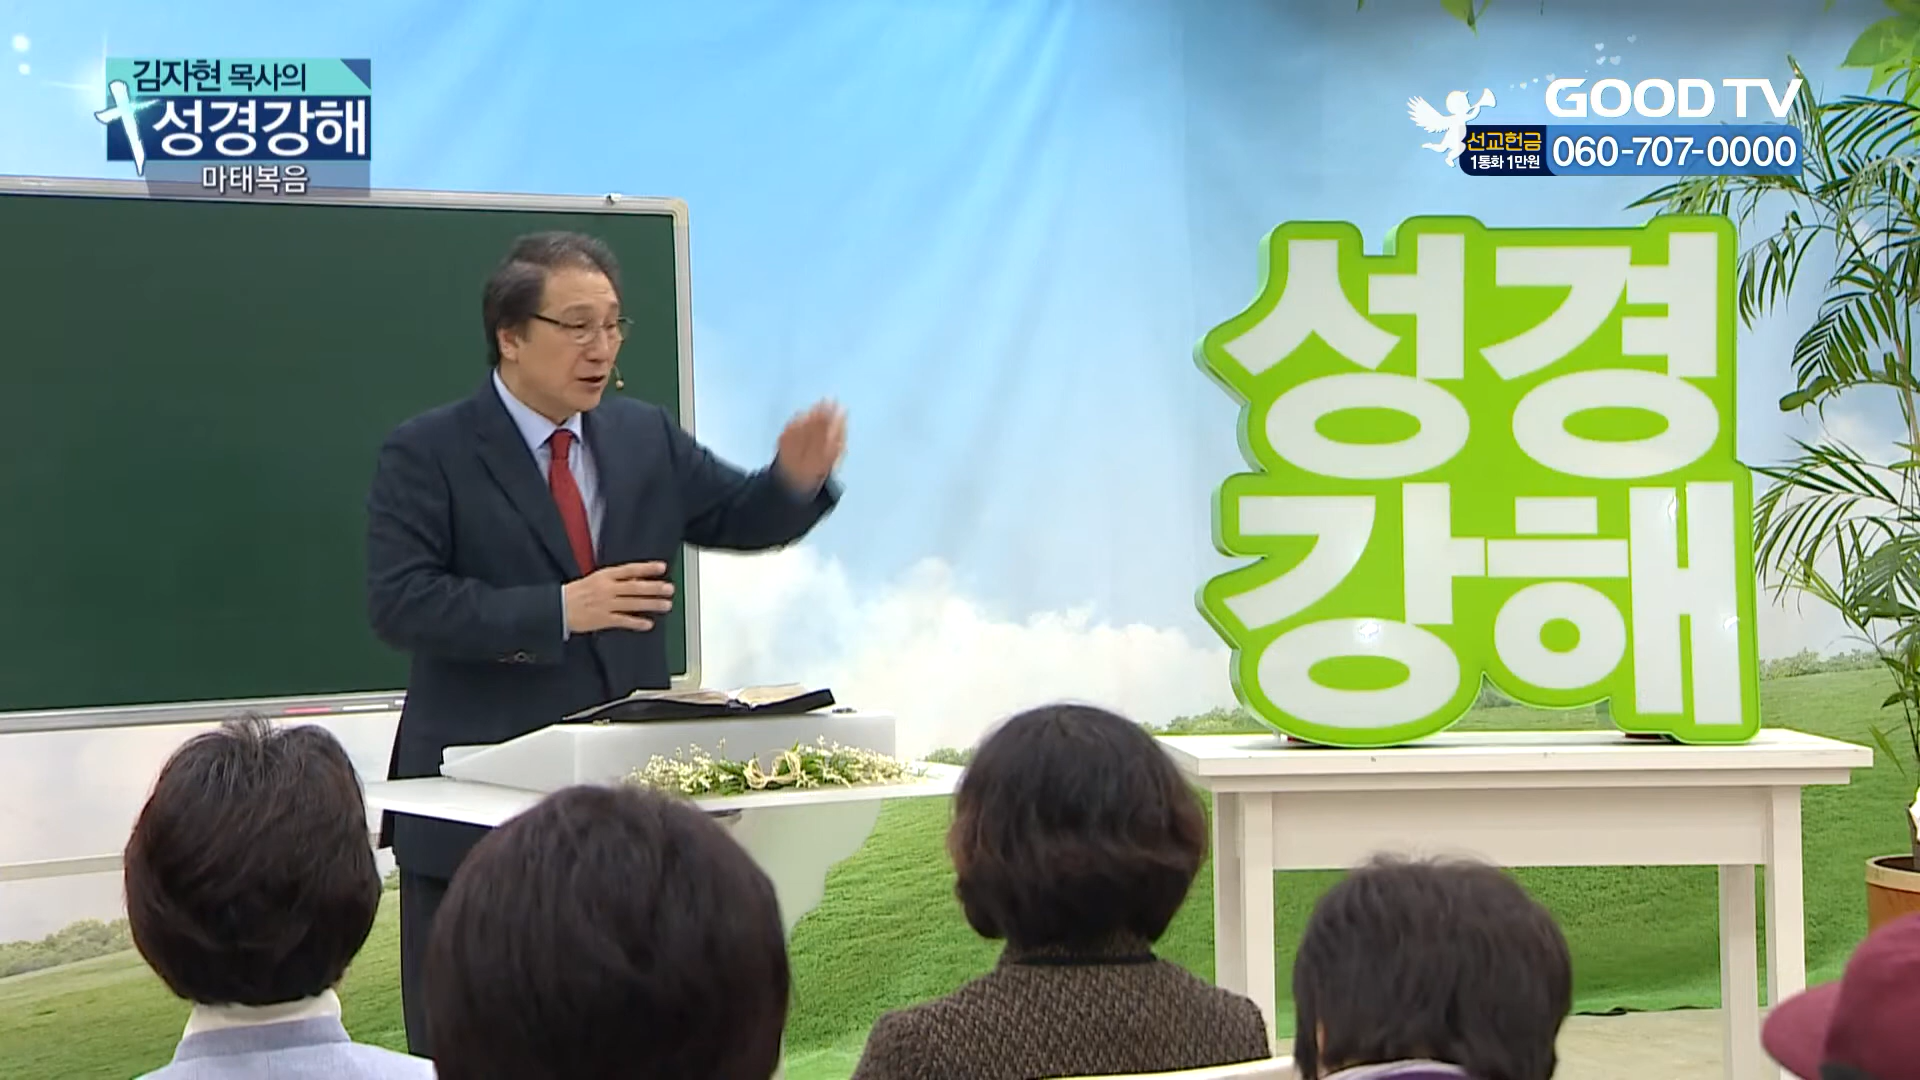 김자현 목사의
성경강해
마태복음
GOOD TV
선교헌금
1통화 1만원
060-707-0000
성경
강해